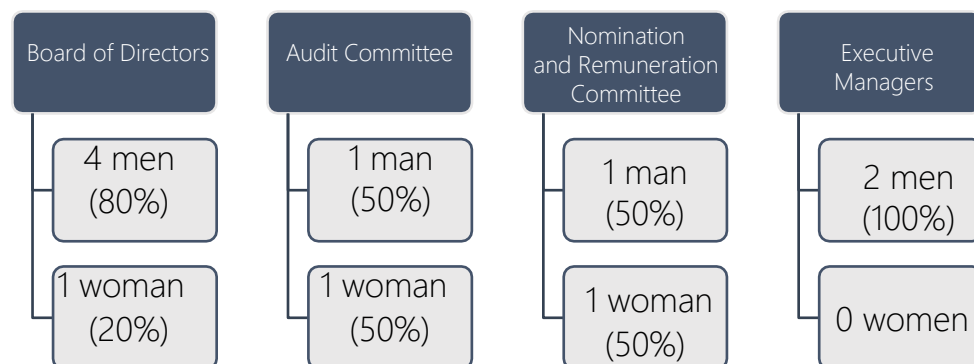 Board of Directors
4 men
(80%)
1 woman
(20%)
Audit Committee
1 man
(50%)
1 woman
(50%)
Nomination
and Remuneration
Committee
1 man
(50%)
1 woman
(50%)
Executive
Managers
2 men
(100%)
0 women